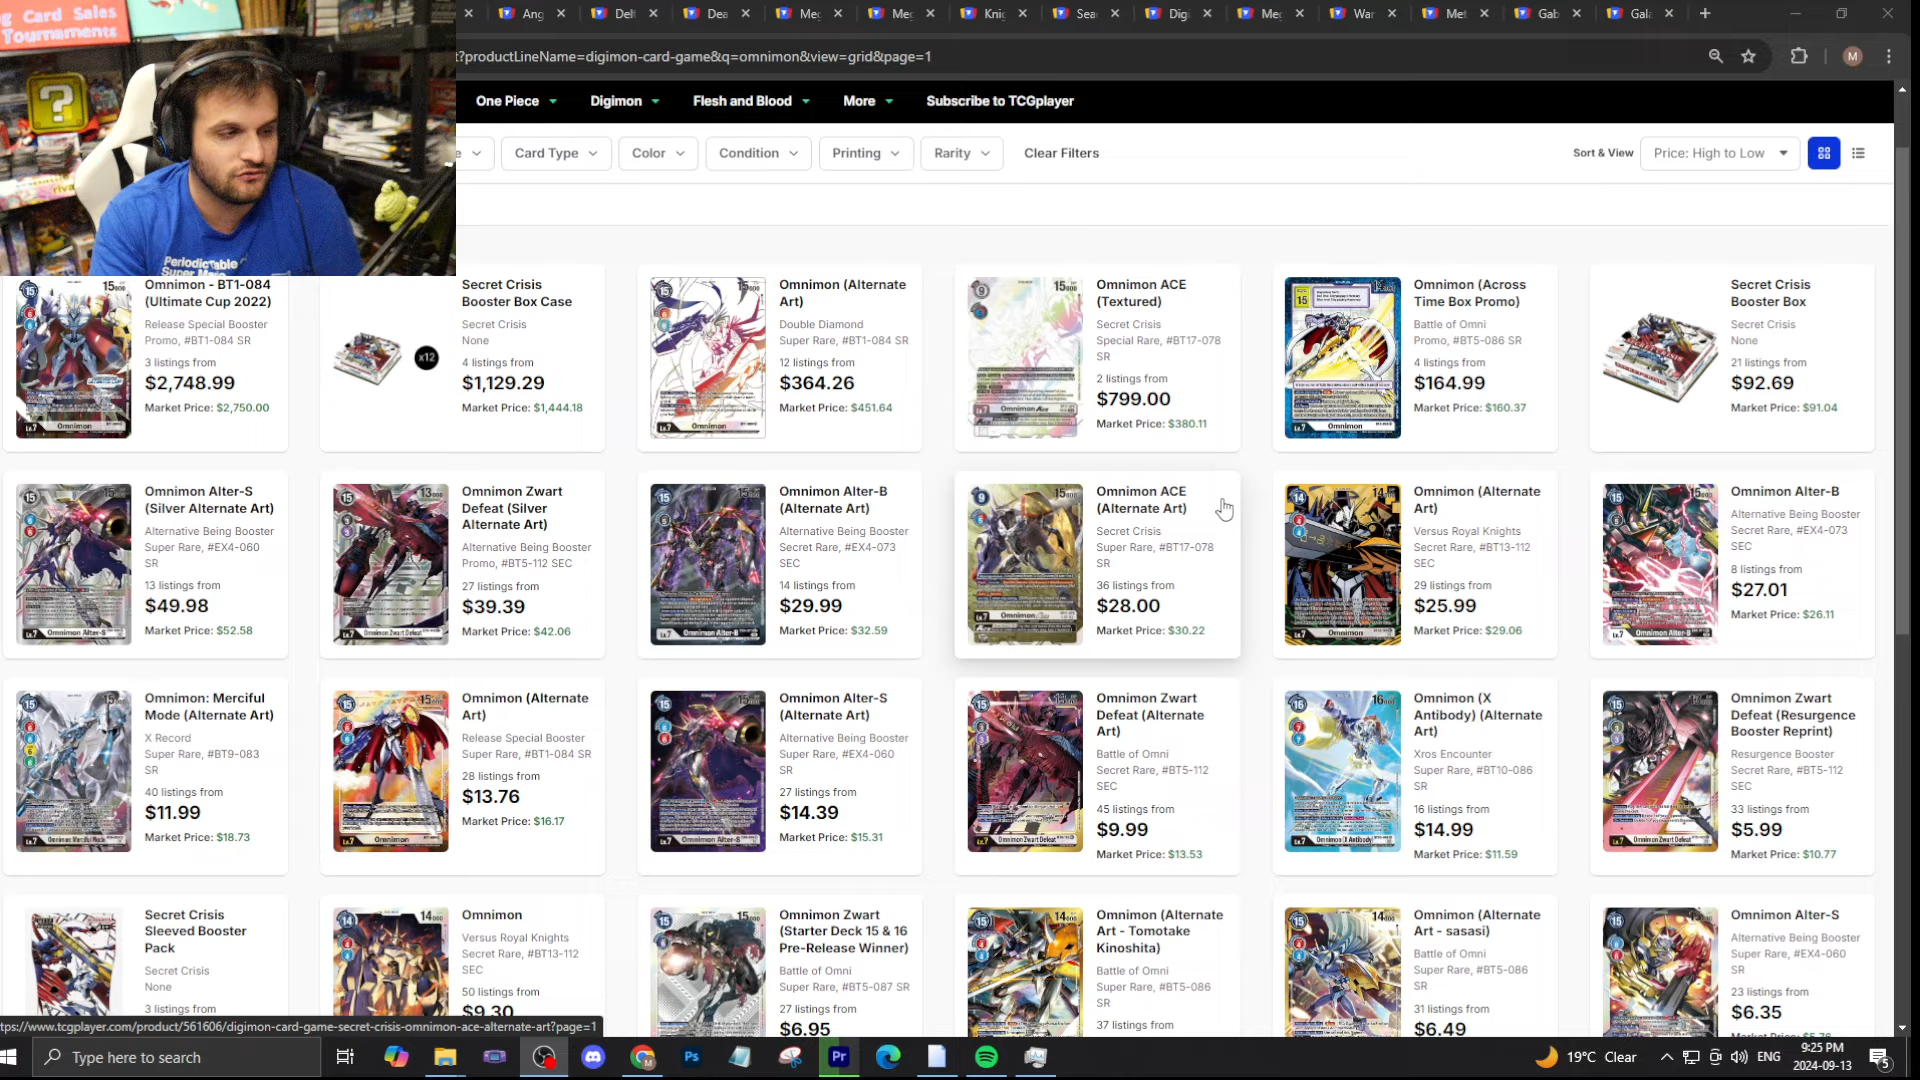 g Card Sales
Tournaments
Periodictable
Super Mar
Ang
Delt
Dea
Meg
Meg
Knig
Sea
Digi
Meg
War
Met
Gab
Gala
t?productLineName=digimon-card-game&q=omnimon&view=grid&page=1
M
One Piece
Digimon
Flesh and Blood
More
Subscribe to TCGplayer
e
Card Type
Color
Condition
Printing
Rarity
Clear Filters
Sort & View
Price: High to Low
Omnimon - BT1-084
(Ultimate Cup 2022)
Release Special Booster
Promo, #BT1-084 SR
3 listings from
$2,748.99
Market Price: $2,750.00
x12
Secret Crisis
Booster Box Case
Secret Crisis
None
4 listings from
$1,129.29
Market Price: $1,444.18
Omnimon (Alternate
Art)
Double Diamond
Super Rare, #BT1-084 SR
12 listings from
$364.26
Market Price: $451.64
Omnimon ACE
(Textured)
Secret Crisis
Special Rare, #BT17-078
SR
2 listings from
$799.00
Market Price: $380.11
Omnimon (Across
Time Box Promo)
Battle of Omni
Promo, #BT5-086 SR
4 listings from
$164.99
Market Price: $160.37
Secret Crisis
Booster Box
Secret Crisis
None
21 listings from
$92.69
Market Price: $91.04
Omnimon Alter-S
(Silver Alternate Art)
Alternative Being Booster
Super Rare, #EX4-060
SR
13 listings from
$49.98
Market Price: $52.58
Omnimon Zwart
Defeat (Silver
Alternate Art)
Alternative Being Booster
Promo, #BT5-112 SEC
27 listings from
$39.39
Market Price: $42.06
Omnimon Alter-B
(Alternate Art)
Alternative Being Booster
Secret Rare, #EX4-073
SEC
14 listings from
$29.99
Market Price: $32.59
Omnimon ACE
(Alternate Art)
Secret Crisis
Super Rare, #BT17-078
SR
36 listings from
$28.00
Market Price: $30.22
Omnimon (Alternate
Art)
Versus Royal Knights
Secret Rare, #BT13-112
SEC
29 listings from
$25.99
Market Price: $29.06
Omnimon Alter-B
Alternative Being Booster
Secret Rare, #EX4-073
SEC
8 listings from
$27.01
Market Price: $26.11
Omnimon: Merciful
Mode (Alternate Art)
X Record
Super Rare, #BT9-083
SR
40 listings from
$11.99
Market Price: $18.73
Omnimon (Alternate
Art)
Release Special Booster
Super Rare, #BT1-084 SR
28 listings from
$13.76
Market Price: $16.17
Omnimon Alter-S
(Alternate Art)
Alternative Being Booster
Super Rare, #EX4-060
SR
27 listings from
$14.39
Market Price: $15.31
Omnimon Zwart
Defeat (Alternate
Art)
Battle of Omni
Secret Rare, #BT5-112
SEC
45 listings from
$9.99
Market Price: $13.53
Omnimon (X
Antibody) (Alternate
Art)
Xros Encounter
Super Rare, #BT10-086
SR
16 listings from
$14.99
Market Price: $11.59
Omnimon Zwart
Defeat (Resurgence
Booster Reprint)
Resurgence Booster
Secret Rare, #BT5-112
SEC
33 listings from
$5.99
Market Price: $10.77
Secret Crisis
Sleeved Booster
Pack
Secret Crisis
None
3 listings from
Omnimon
Versus Royal Knights
Secret Rare, #BT13-112
SEC
50 listings from
$9.30
Omnimon Zwart
(Starter Deck 15 & 16
Pre-Release Winner)
Battle of Omni
Super Rare, #BT5-087 SR
27 listings from
$6.95
Omnimon (Alternate
Art - Tomotake
Kinoshita)
Battle of Omni
Super Rare, #BT5-086
SR
37 listings from
Omnimon (Alternate
Art - sasasi)
Battle of Omni
Super Rare, #BT5-086
SR
31 listings from
$6.49
Omnimon Alter-S
Alternative Being Booster
Super Rare, #EX4-060
SR
23 listings from
$6.35
tps://www.tcgplayer.com/product/561606/digimon-card-game-secret-crisis-omnimon-ace-alternate-art?page=1
Type here to search
19°C Clear
ENG
9:25 PM
2024-09-13
5